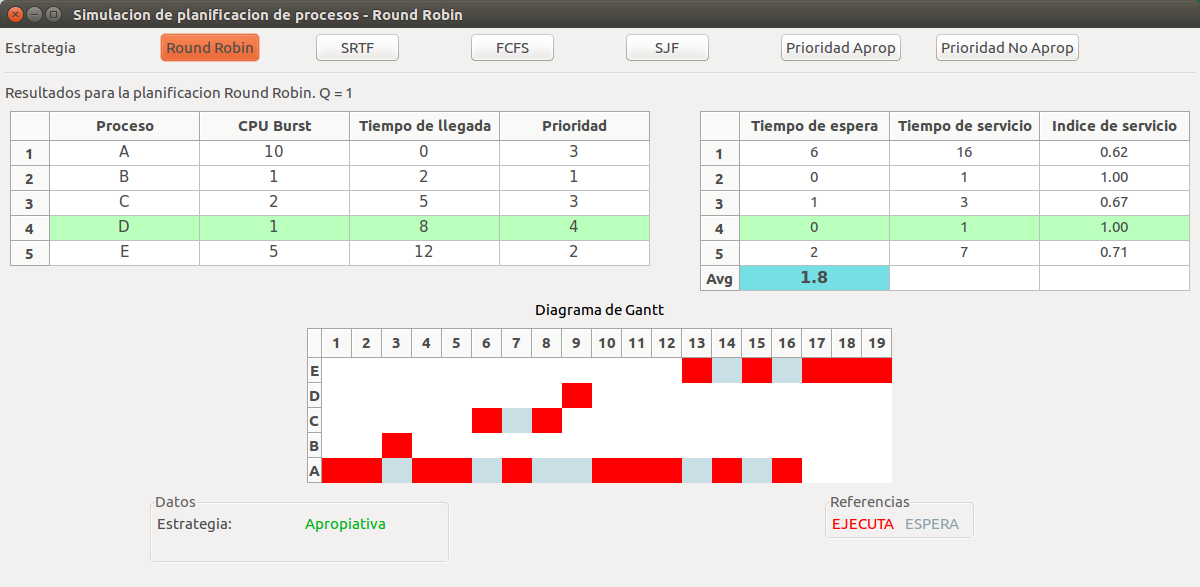 Simulacion de planificacion de procesos - Round Robin
Estrategia Round Robin SRTF FCFS SJF Prioridad Aprop Prioridad No Aprop
Resultados para la planificacion Round Robin. Q = 1
Proceso CPU Burst Tiempo de llegada Prioridad
1 A 10 0 3
2 B 1 2 1
3 C 2 5 3
4 D 1 8 4
5 E 5 12 2
Tiempo de espera Tiempo de servicio Indice de servicio
1 6 16 0.62
2 0 1 1.00
3 1 3 0.67
4 0 1 1.00
5 2 7 0.71
Avg 1.8
Diagrama de Gantt
1 2 3 4 5 6 7 8 9 10 11 12 13 14 15 16 17 18 19
E
D
C
B
A
Datos
Estrategia: Apropiativa
Referencias
EJECUTA ESPERA